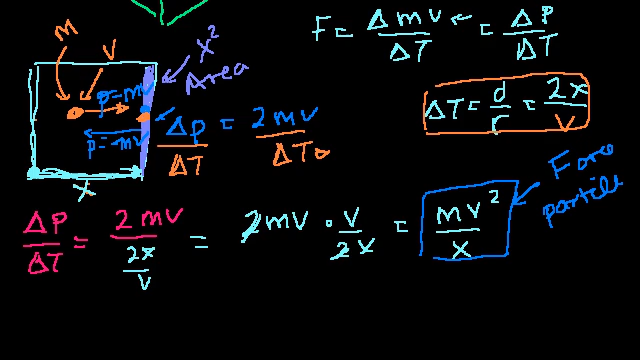 M
V
x²
Area
F = ΔmV/ΔT = ΔP/ΔT
ΔT = d/r = 2x/V
p=mV
p=-mV
Δp/ΔT = 2mV/ΔT
x
ΔP/ΔT = 2mV/(2x/V) = 2mV · V/2x = mV²/x
Force
particle